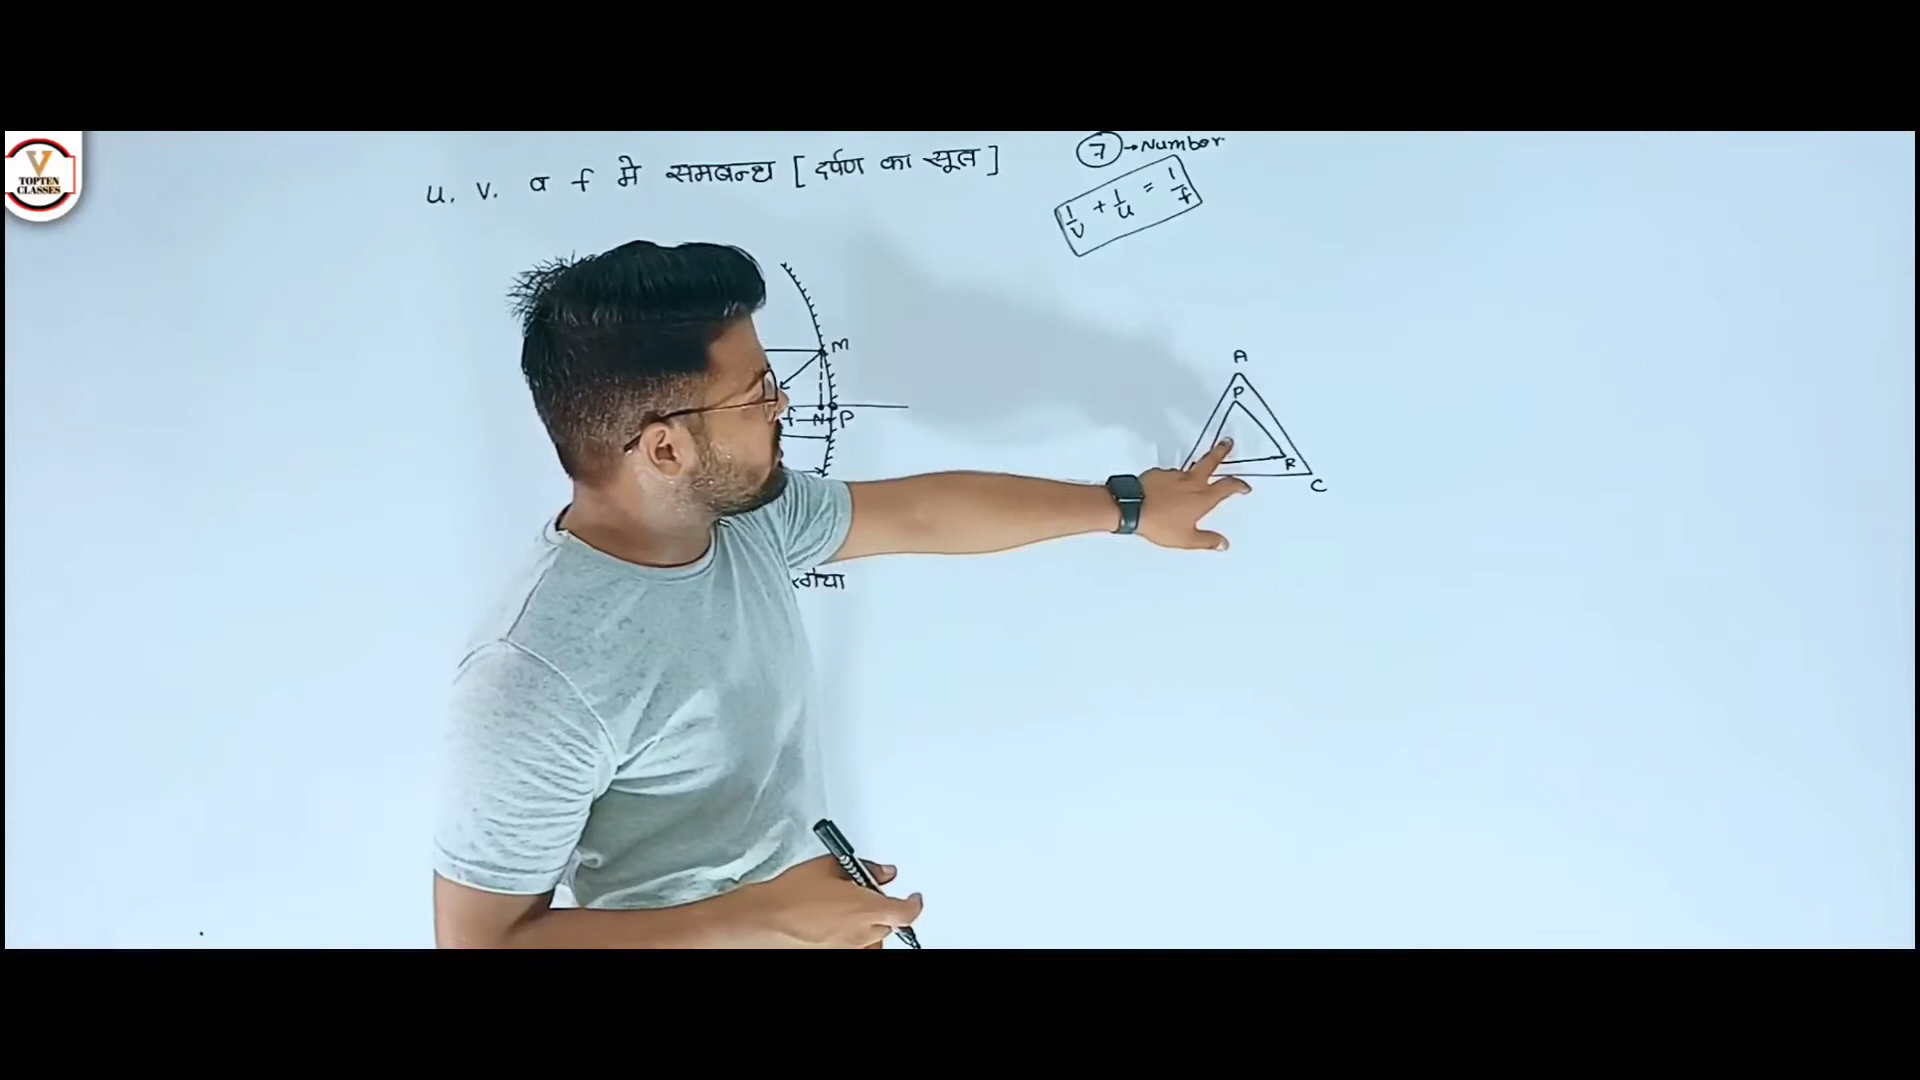 V
TOPTEN
CLASSES
u. v. व f मे समबन्ध [ दर्पण का सूत्र ]
7 → Number
1/v + 1/u = 1/f
M
f N P
A
P
R
C